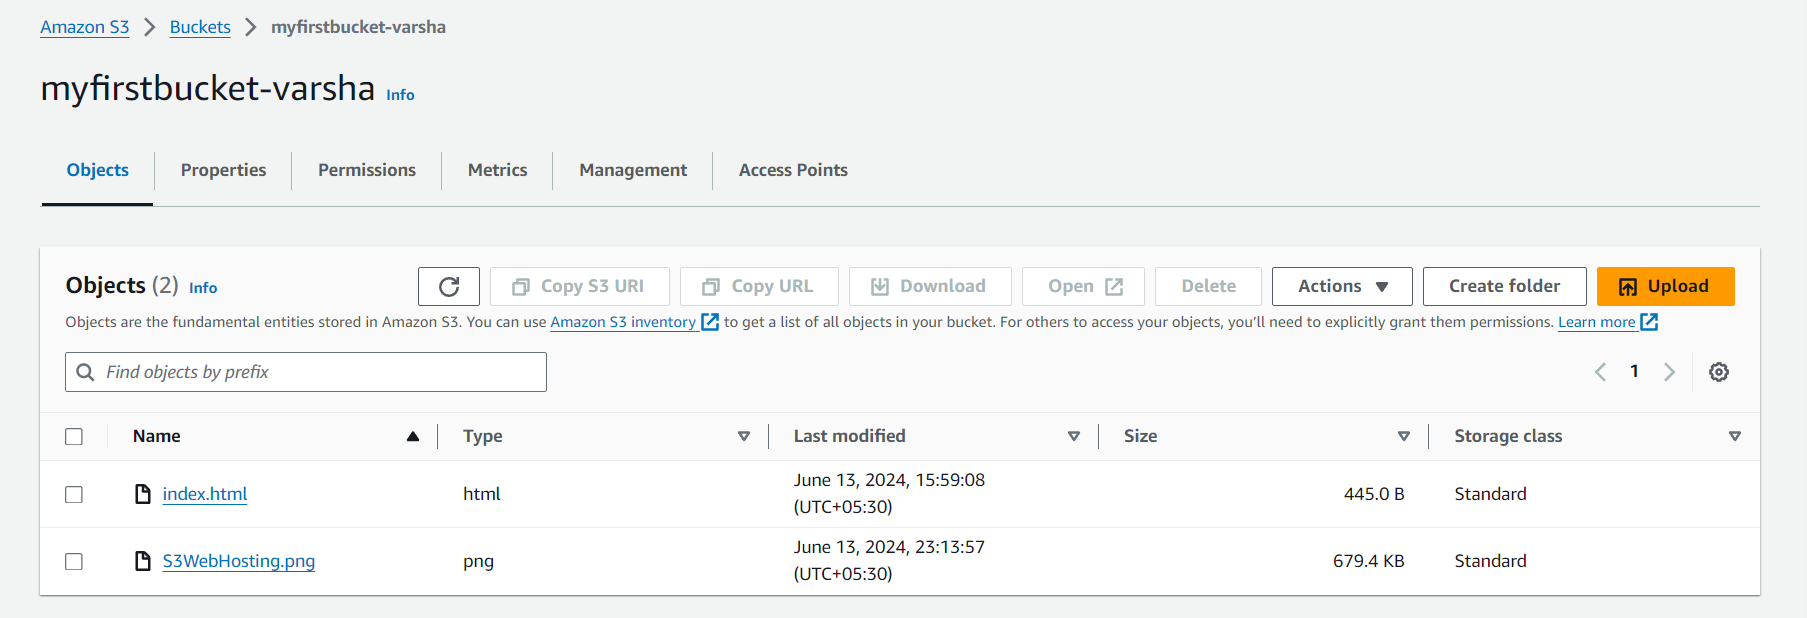 Amazon S3 > Buckets > myfirstbucket-varsha
myfirstbucket-varsha Info
Objects Properties Permissions Metrics Management Access Points
Objects (2) Info Copy S3 URI Copy URL Download Open Delete Actions Create folder Upload
Objects are the fundamental entities stored in Amazon S3. You can use Amazon S3 inventory to get a list of all objects in your bucket. For others to access your objects, you'll need to explicitly grant them permissions. Learn more
Find objects by prefix 1
Name Type Last modified Size Storage class
index.html html June 13, 2024, 15:59:08 (UTC+05:30) 445.0 B Standard
S3WebHosting.png png June 13, 2024, 23:13:57 (UTC+05:30) 679.4 KB Standard